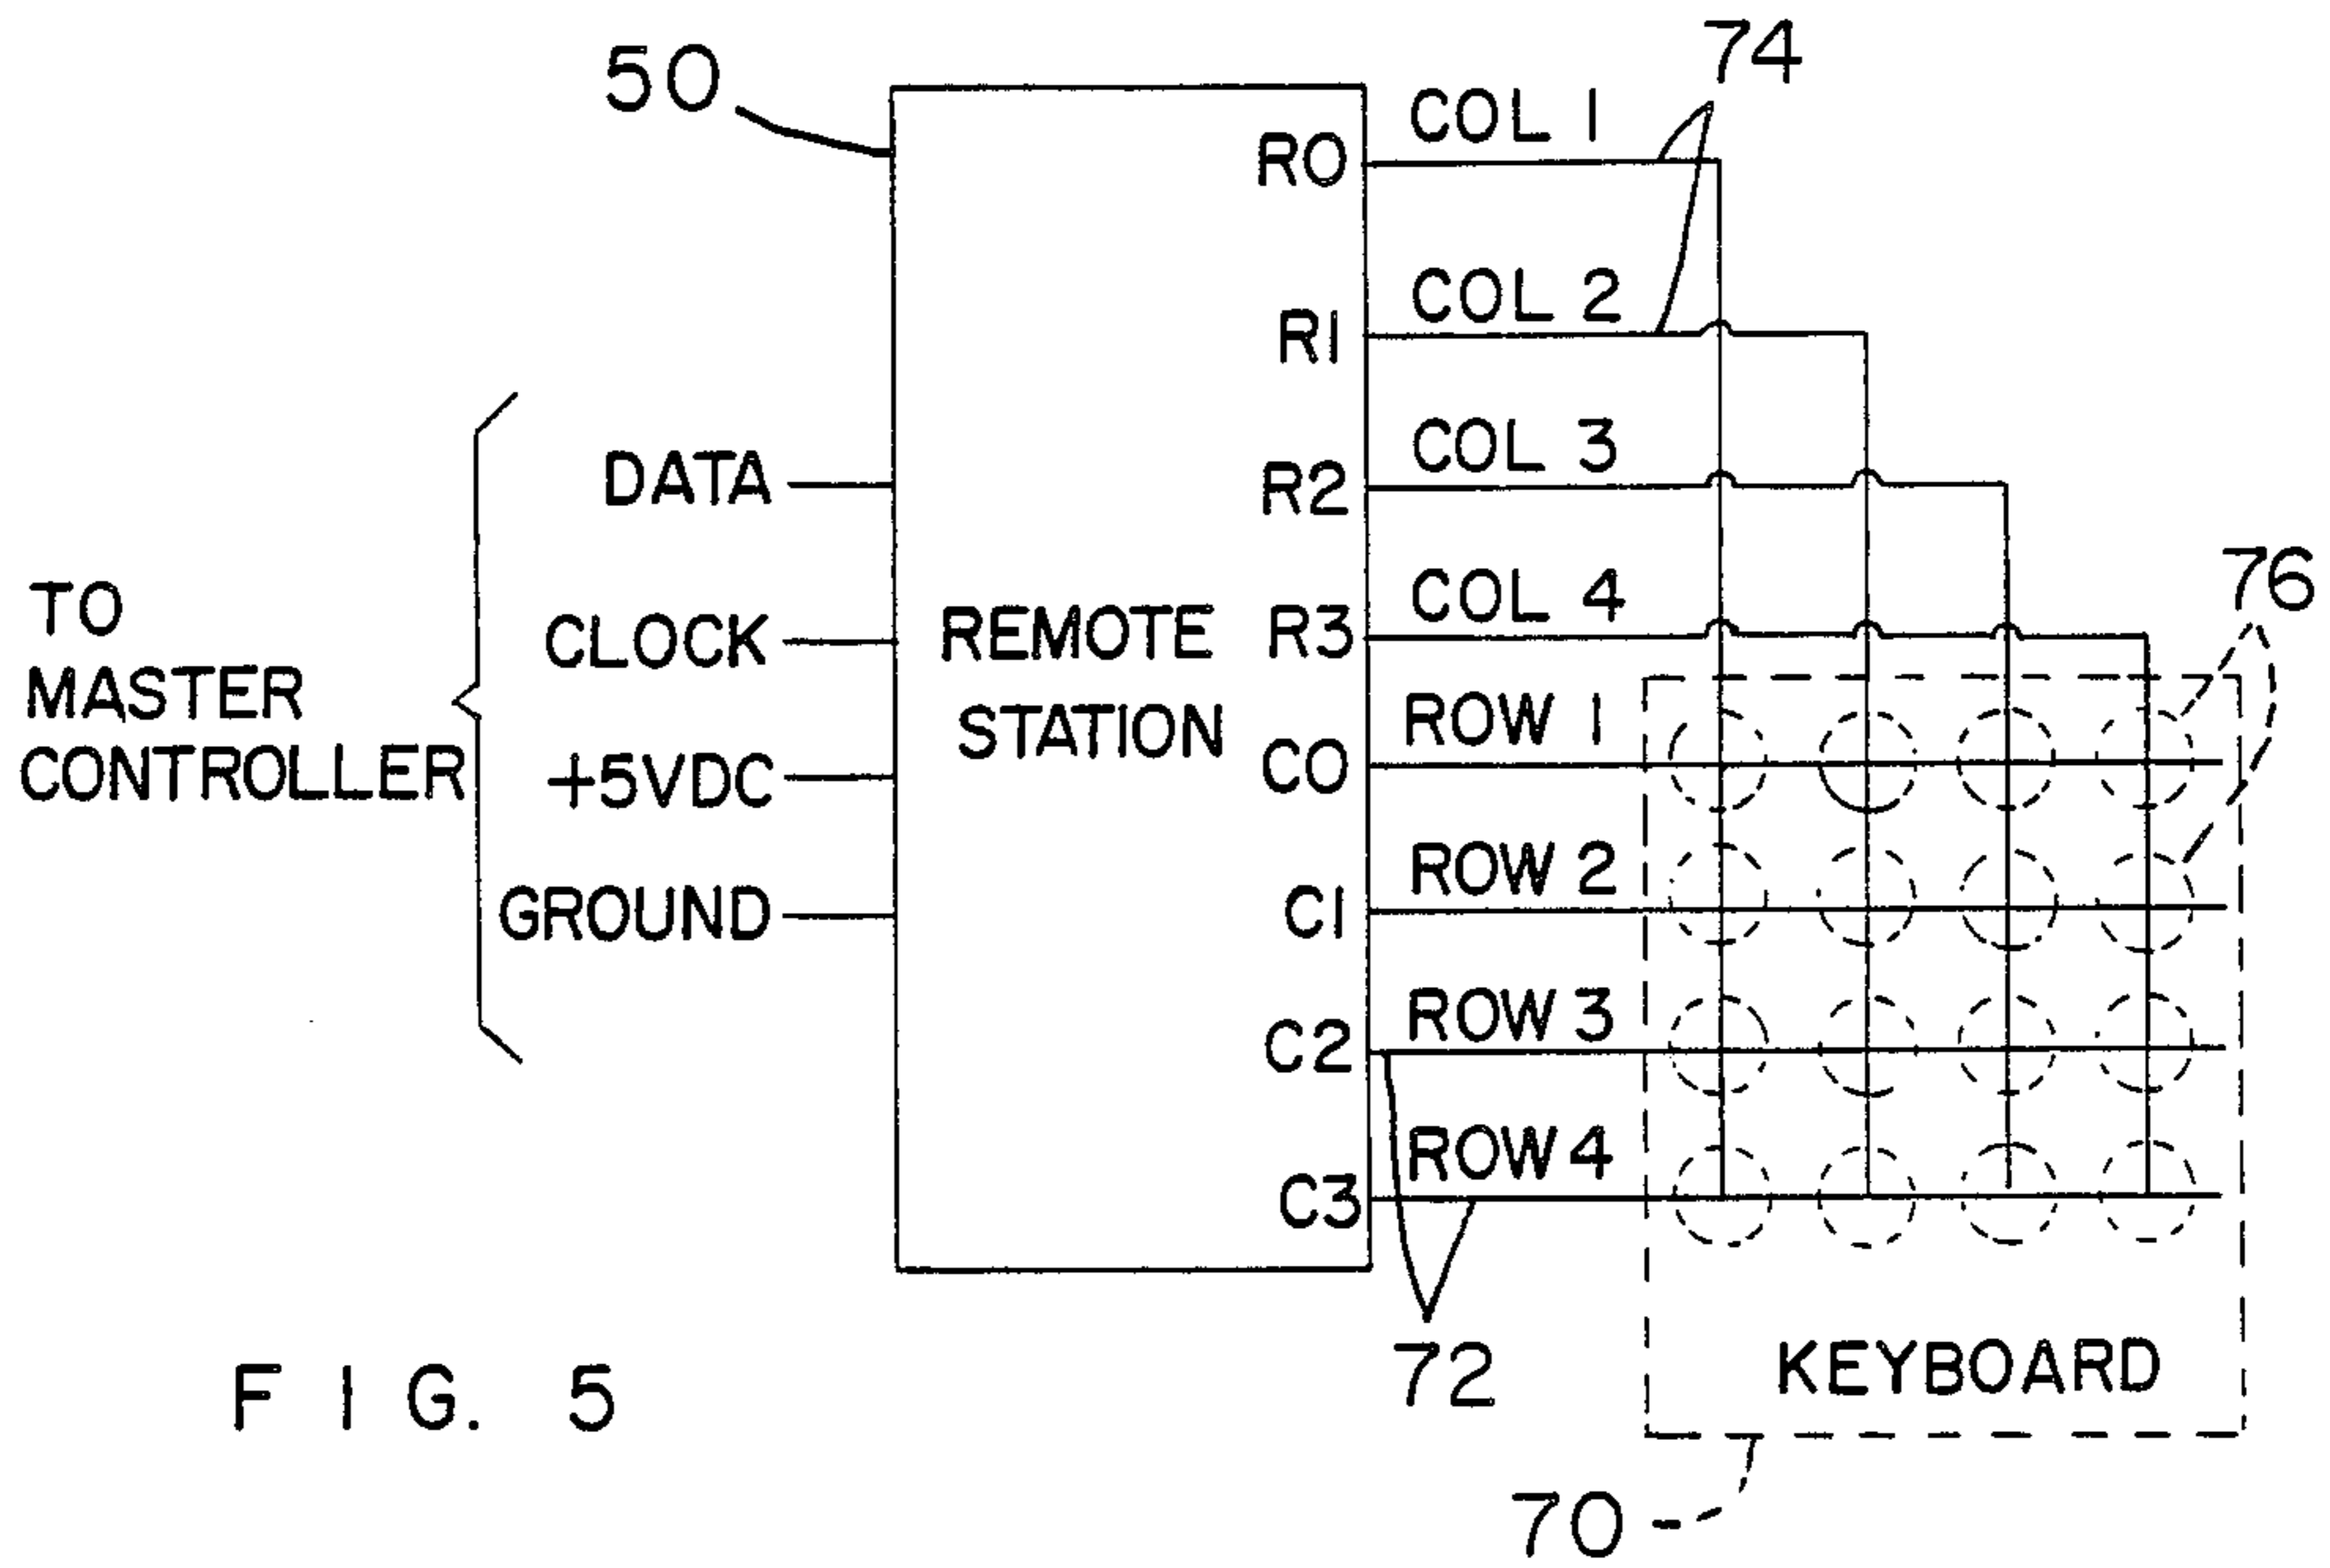 50
74
COL 1
R0
COL 2
R1
COL 3
DATA
R2
76
TO
MASTER
CONTROLLER
CLOCK
REMOTE
STATION
COL 4
R3
ROW 1
+5VDC
C0
ROW 2
GROUND
C1
ROW 3
C2
ROW 4
C3
72
KEYBOARD
FIG. 5
70